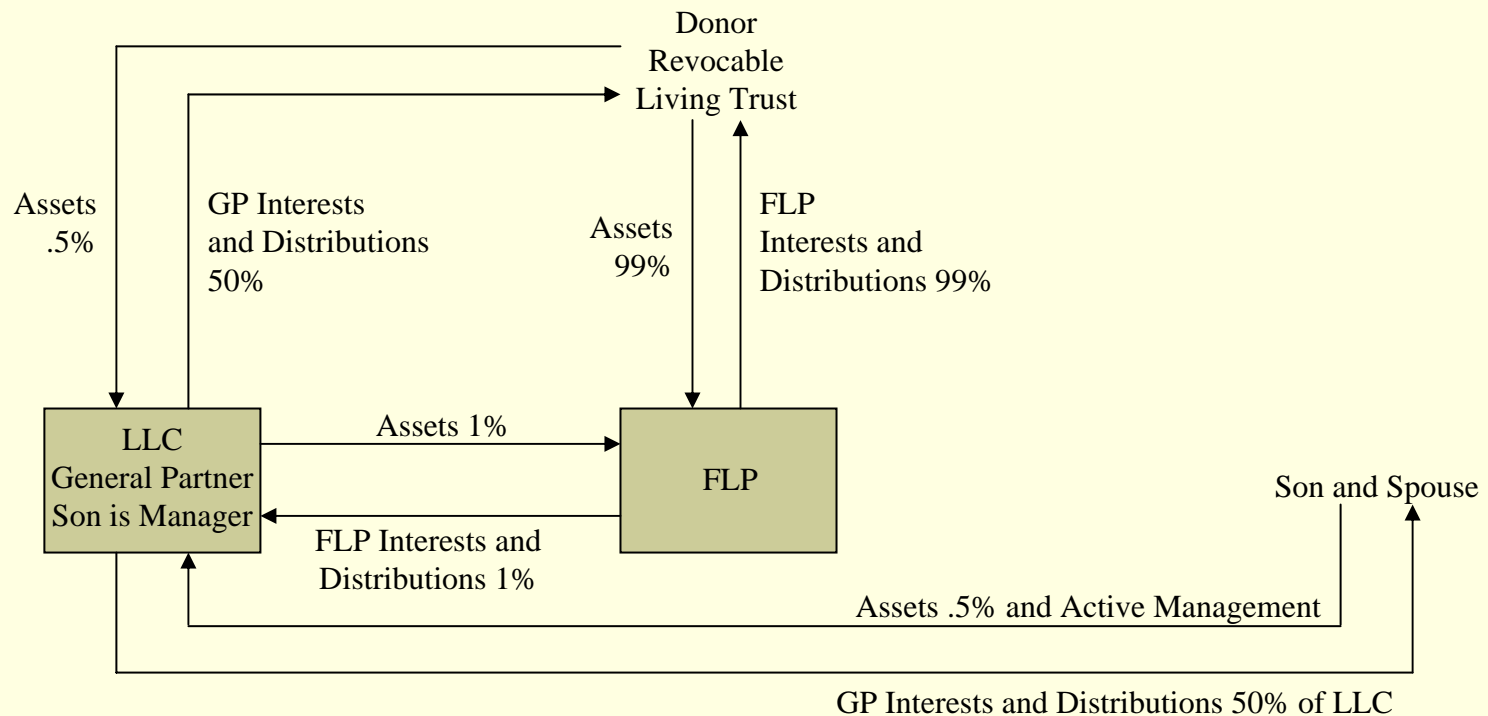 Donor
Revocable
Living Trust
Assets
.5%
GP Interests
and Distributions
50%
Assets
99%
FLP
Interests and
Distributions 99%
LLC
General Partner
Son is Manager
Assets 1%
FLP
FLP Interests and
Distributions 1%
Son and Spouse
Assets .5% and Active Management
GP Interests and Distributions 50% of LLC